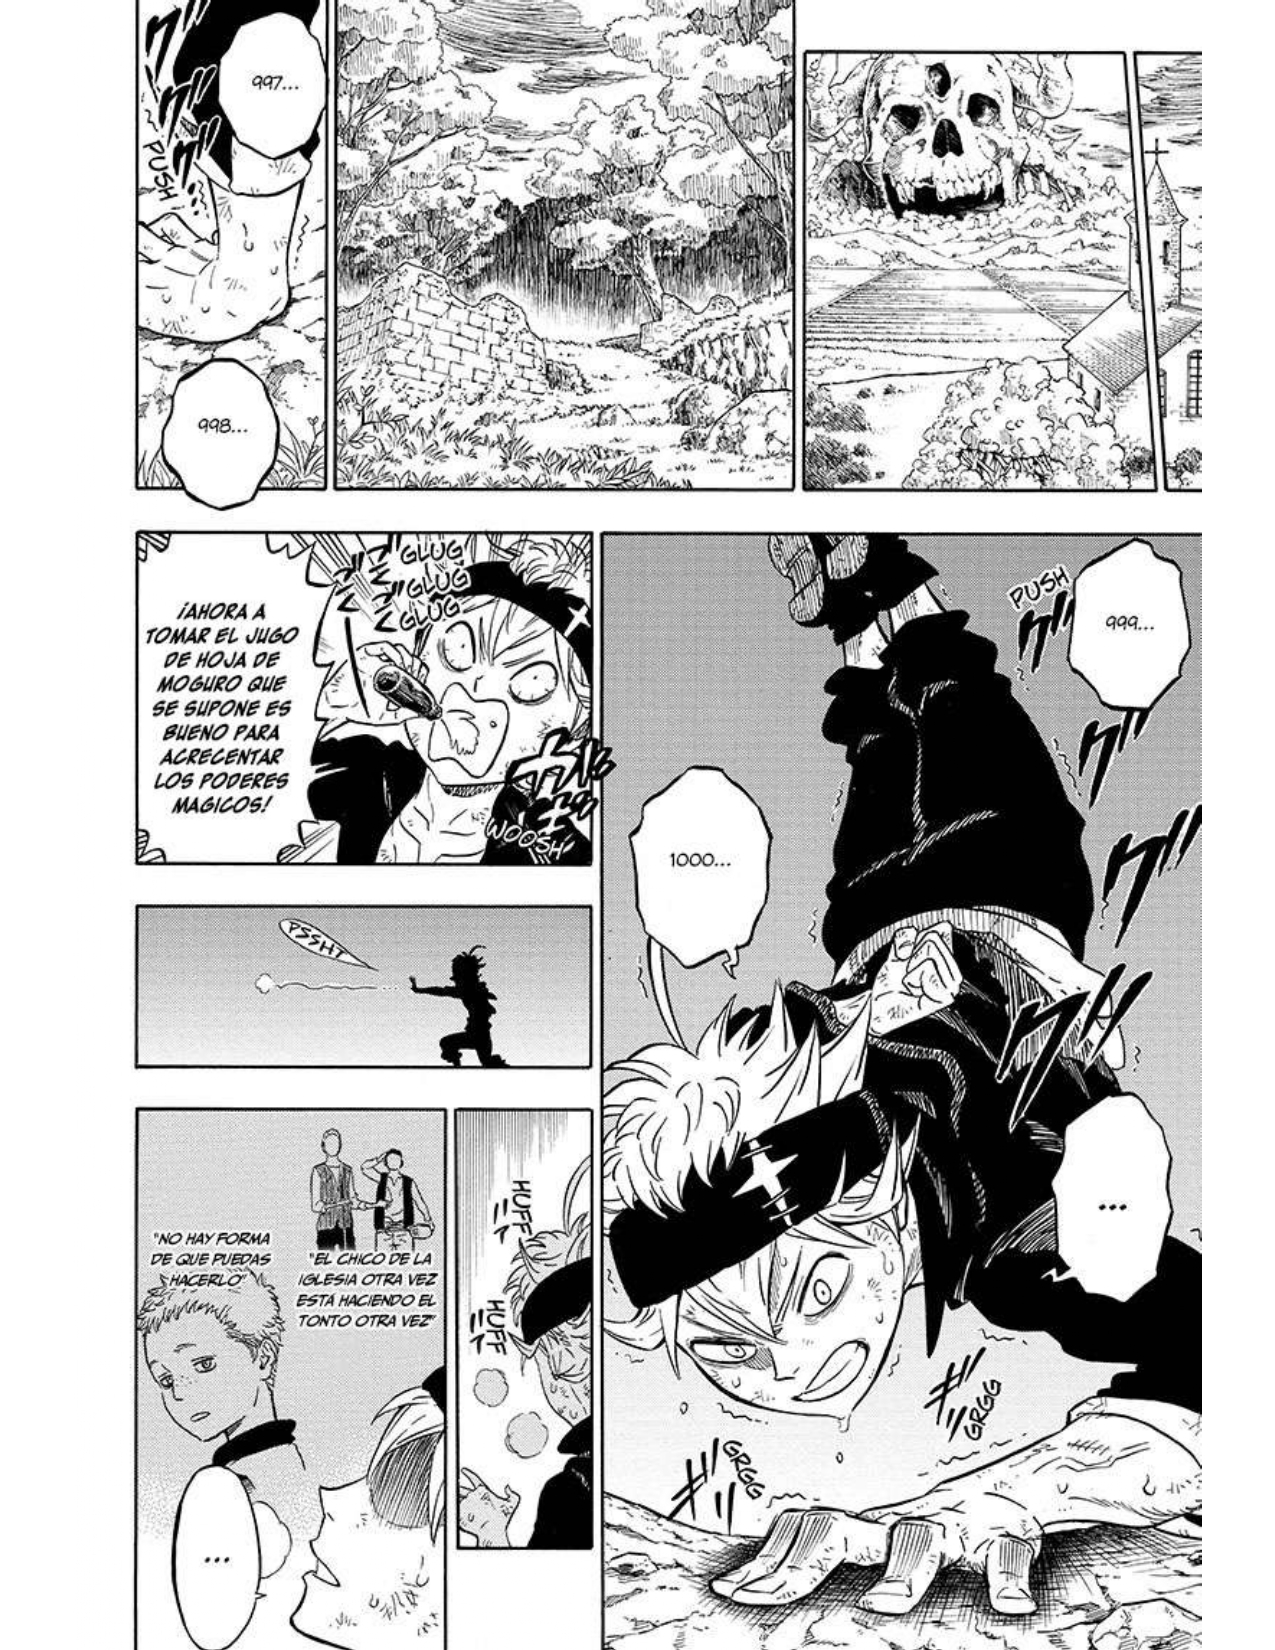 997...
PUSH
998...
PUSH
999...
1000...
...
GRGG
GRGG
GLUG
GLUG
GLUG
¡AHORA A
TOMAR EL JUGO
DE HOJA DE
MOGURO QUE
SE SUPONE ES
BUENO PARA
ACRECENTAR
LOS PODERES
MAGICOS!
WOOSH
PSSHT
HUFF
HUFF
"EL CHICO DE LA
IGLESIA OTRA VEZ
ESTÁ HACIENDO EL
TONTO OTRA VEZ"
"NO HAY FORMA
DE QUE PUEDAS
HACERLO"
...